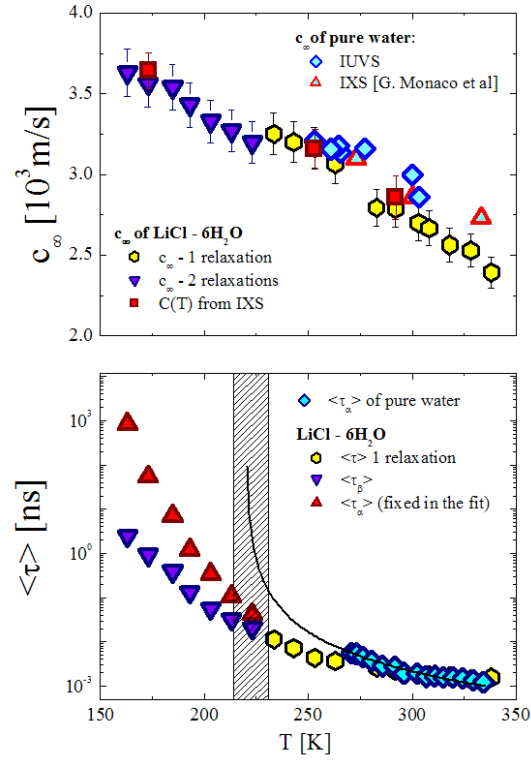 4.0
3.5
3.0
2.5
2.0
c∞ [10³m/s]
c∞ of pure water:
IUVS
IXS [G. Monaco et al]
c∞ of LiCl - 6H₂O
c∞ - 1 relaxation
c∞ - 2 relaxations
C(T) from IXS
10³
10⁰
10⁻³
<τ> [ns]
<τα> of pure water
LiCl - 6H₂O
<τ> 1 relaxation
<τβ>
<τα> (fixed in the fit)
150 200 250 300 350
T [K]